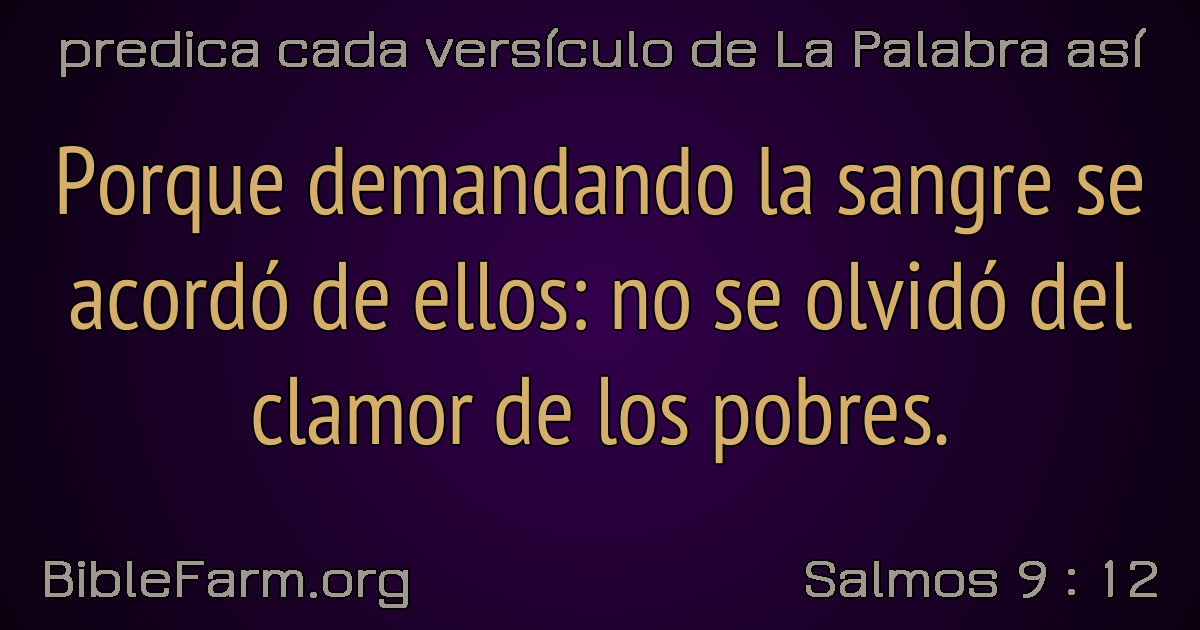 predica cada versículo de La Palabra así
Porque demandando la sangre se
acordó de ellos: no se olvidó del
clamor de los pobres.
BibleFarm.org
Salmos 9 : 12